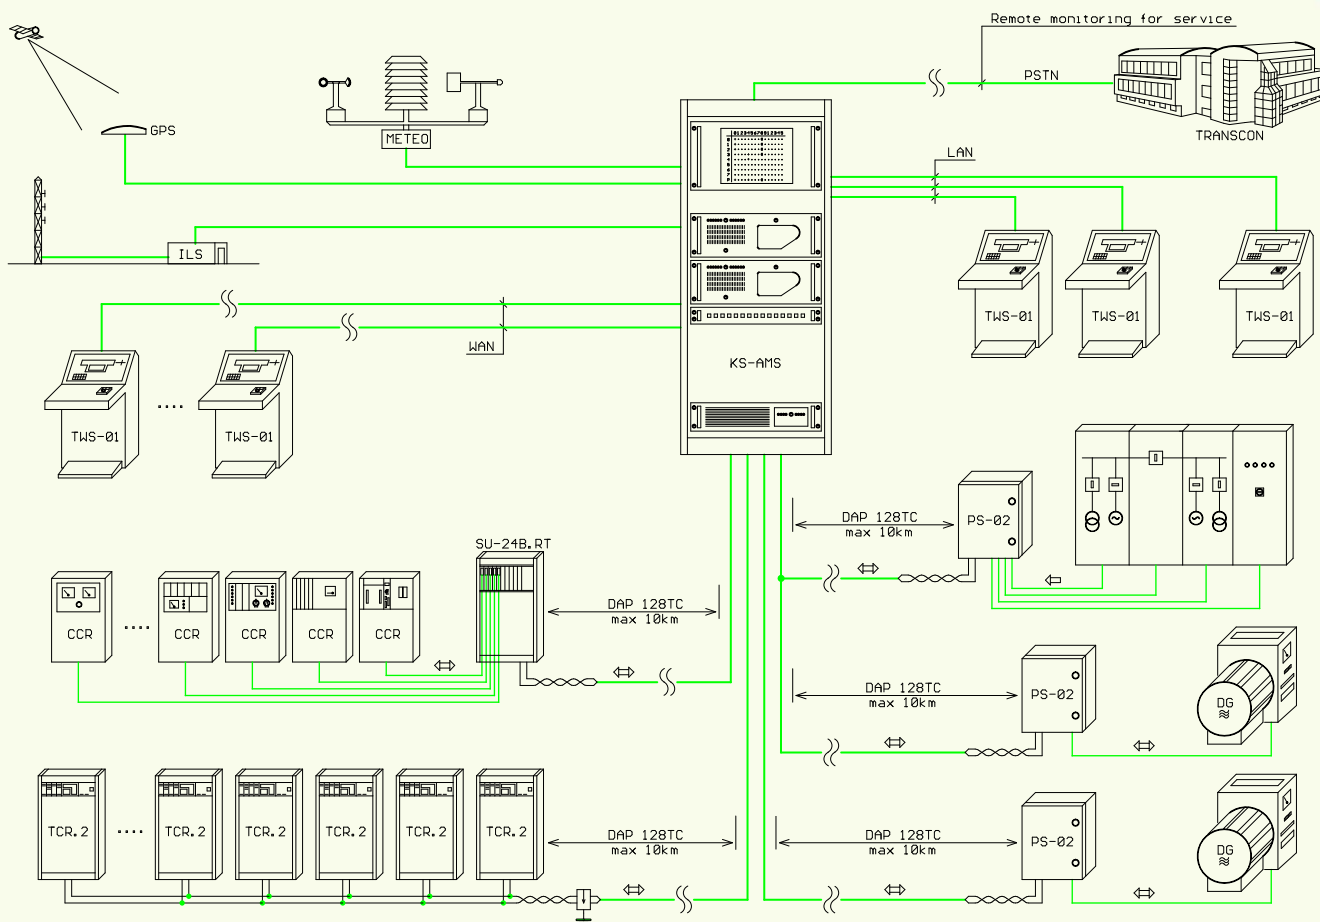 Remote monitoring for service
PSTN
TRANSCON
GPS
METEO
LAN
ILS
TWS-01
TWS-01
TWS-01
WAN
KS-AMS
TWS-01
....
TWS-01
DAP 128TC
max 10km
PS-02
SU-24B.RT
DAP 128TC
max 10km
CCR
....
CCR
CCR
CCR
CCR
DAP 128TC
max 10km
PS-02
DG
≈
TCR.2
....
TCR.2
TCR.2
TCR.2
TCR.2
TCR.2
DAP 128TC
max 10km
DAP 128TC
max 10km
PS-02
DG
≈